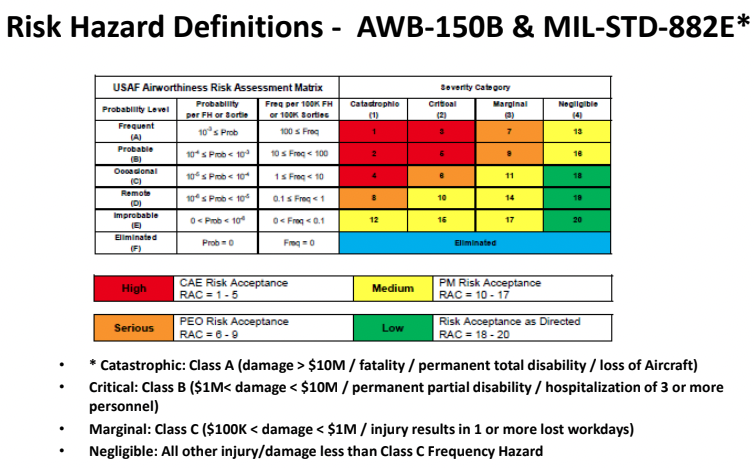 Risk Hazard Definitions - AWB-150B & MIL-STD-882E*
USAF Airworthiness Risk Assessment Matrix Severity Category
Probability Level Probability per FH or Sortie Freq per 100K FH or 100K Sorties Catastrophic (1) Critical (2) Marginal (3) Negligible (4)
Frequent (A) 10⁻³ ≤ Prob 100 ≤ Freq 1 3 7 13
Probable (B) 10⁻⁴ ≤ Prob < 10⁻³ 10 ≤ Freq < 100 2 5 9 16
Occasional (C) 10⁻⁵ ≤ Prob < 10⁻⁴ 1 ≤ Freq < 10 4 6 11 18
Remote (D) 10⁻⁶ ≤ Prob < 10⁻⁵ 0.1 ≤ Freq < 1 8 10 14 19
Improbable (E) 0 < Prob < 10⁻⁶ 0 < Freq < 0.1 12 15 17 20
Eliminated (F) Prob = 0 Freq = 0 Eliminated
High CAE Risk Acceptance RAC = 1 - 5 Medium PM Risk Acceptance RAC = 10 - 17
Serious PEO Risk Acceptance RAC = 6 - 9 Low Risk Acceptance as Directed RAC = 18 - 20
• * Catastrophic: Class A (damage > $10M / fatality / permanent total disability / loss of Aircraft)
• Critical: Class B ($1M< damage < $10M / permanent partial disability / hospitalization of 3 or more
personnel)
• Marginal: Class C ($100K < damage < $1M / injury results in 1 or more lost workdays)
• Negligible: All other injury/damage less than Class C Frequency Hazard